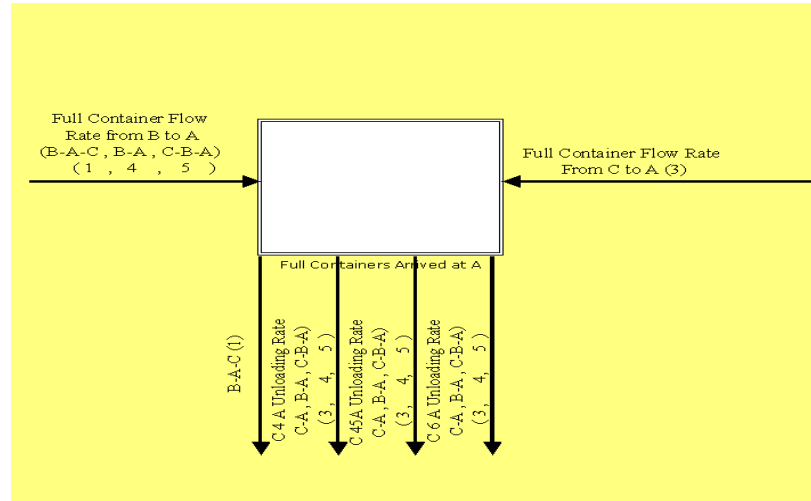 Full Container Flow
Rate from B to A
(B-A-C , B-A , C-B-A)
( 1 , 4 , 5 )
Full Container Flow Rate
From C to A (3)
Full Containers Arrived at A
B-A-C (1)
C 4 A Unloading Rate
C-A , B-A , C-B-A)
(3 , 4, 5 )
C 45A Unloading Rate
C-A , B-A , C-B-A)
(3 , 4, 5 )
C 6 A Unloading Rate
C-A , B-A , C-B-A)
(3 , 4, 5 )